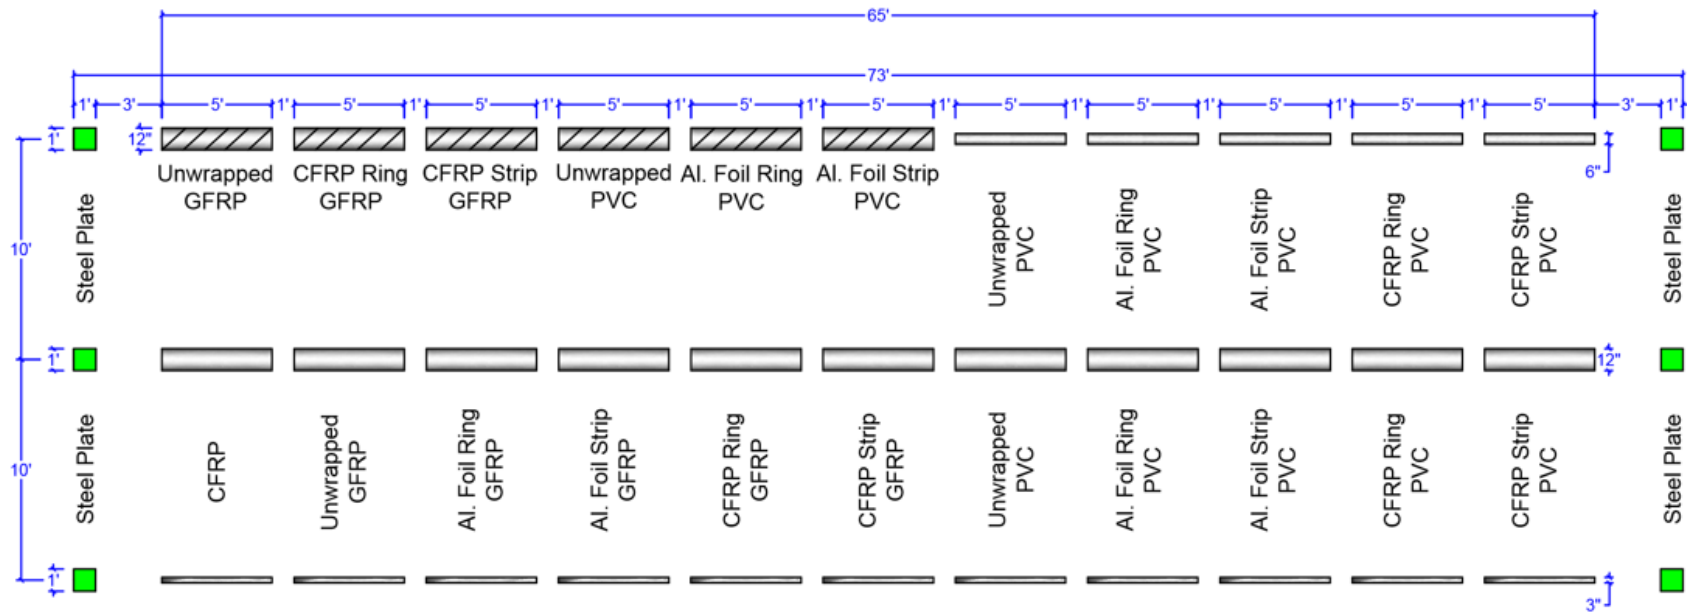 65'
73'
1' 3' 5' 1' 5' 1' 5' 1' 5' 1' 5' 1' 5' 1' 5' 1' 5' 1' 5' 1' 5' 1' 5' 3' 1'
1' 12" 6"
Unwrapped
GFRP
CFRP Ring
GFRP
CFRP Strip
GFRP
Unwrapped
PVC
Al. Foil Ring
PVC
Al. Foil Strip
PVC
10'
Steel Plate
Unwrapped
PVC
Al. Foil Ring
PVC
Al. Foil Strip
PVC
CFRP Ring
PVC
CFRP Strip
PVC
Steel Plate
1' 12"
10'
Steel Plate
CFRP
Unwrapped
GFRP
Al. Foil Ring
GFRP
Al. Foil Strip
GFRP
CFRP Ring
GFRP
CFRP Strip
GFRP
Unwrapped
PVC
Al. Foil Ring
PVC
Al. Foil Strip
PVC
CFRP Ring
PVC
CFRP Strip
PVC
Steel Plate
1' 3"